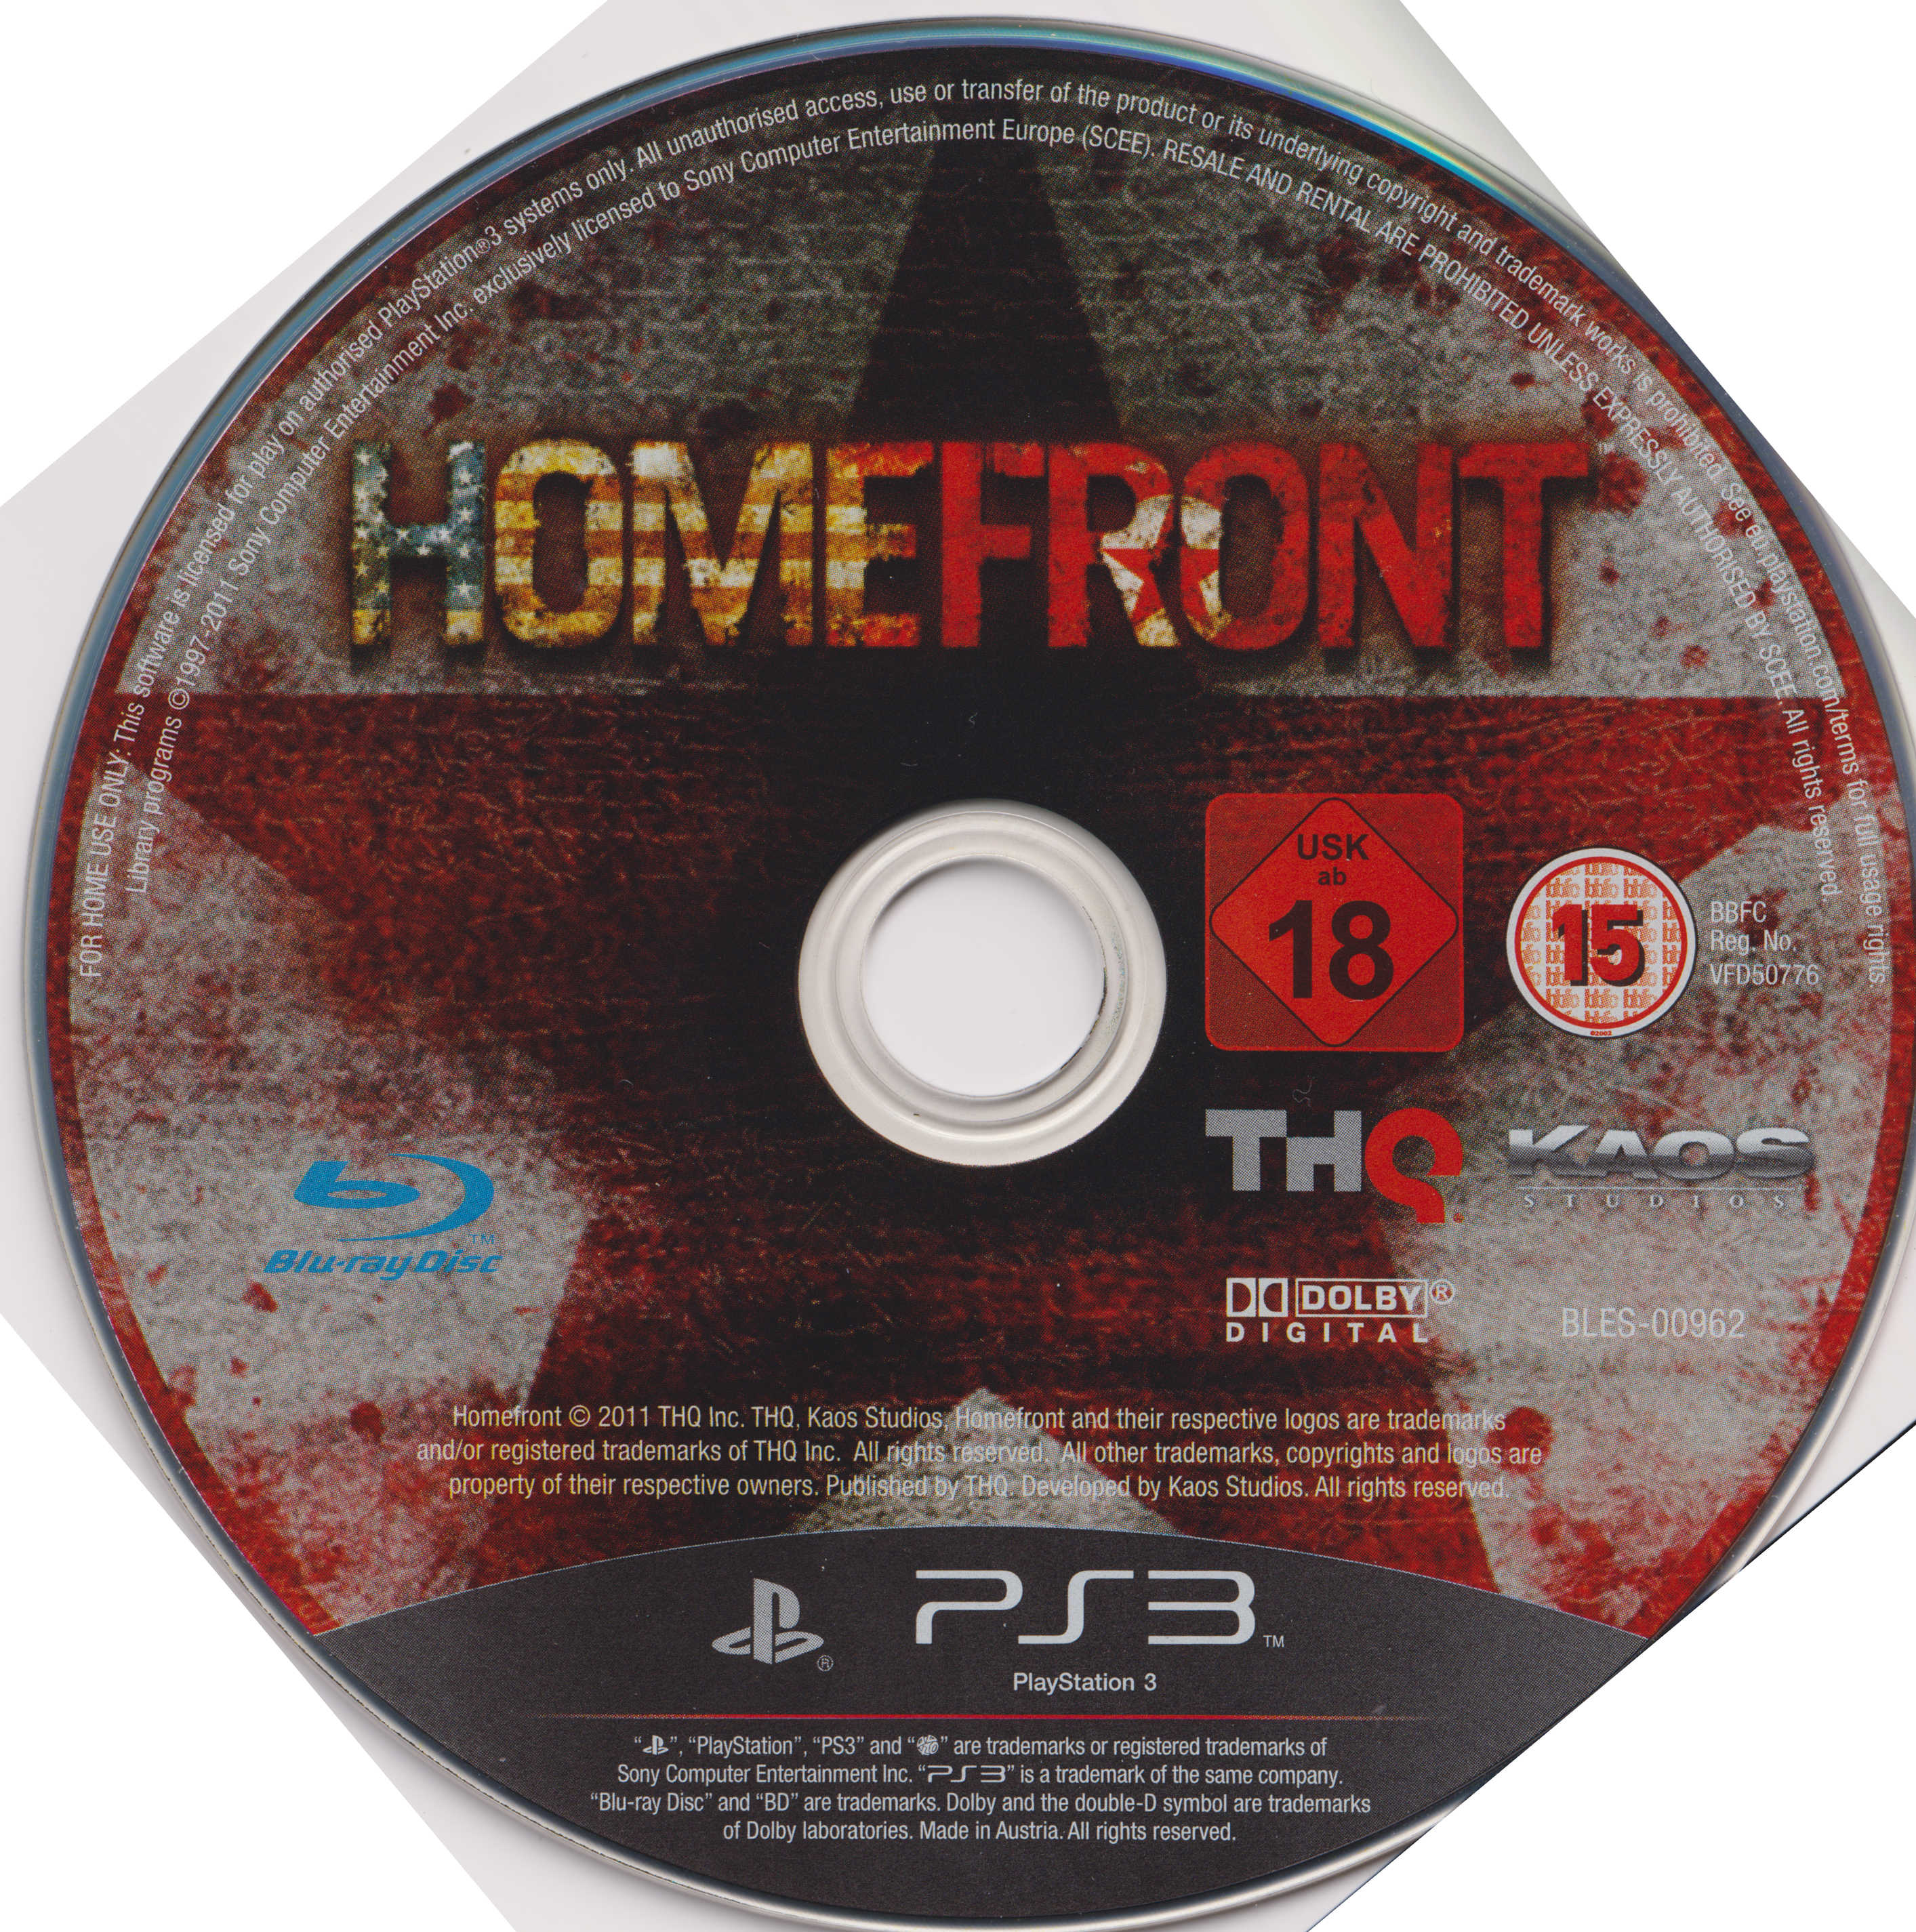 FOR HOME USE ONLY: This software is licensed for play on authorised PlayStation®3 systems only. All unauthorised access, use or transfer of the product or its underlying copyright and trademark works is prohibited. See eu.playstation.com/terms for full usage rights.
Library programs ©1997-2011 Sony Computer Entertainment Inc. exclusively licensed to Sony Computer Entertainment Europe (SCEE). RESALE AND RENTAL ARE PROHIBITED UNLESS EXPRESSLY AUTHORISED BY SCEE. All rights reserved.
HOMEFRONT
USK
ab
18
bbfc bbfc bbfc
15
©2002
BBFC
Reg. No.
VFD50776
THQ
KAOS
STUDIOS
Blu-ray Disc™
DOLBY®
DIGITAL
BLES-00962
Homefront © 2011 THQ Inc. THQ, Kaos Studios, Homefront and their respective logos are trademarks
and/or registered trademarks of THQ Inc. All rights reserved. All other trademarks, copyrights and logos are
property of their respective owners. Published by THQ. Developed by Kaos Studios. All rights reserved.
® PS3™
PlayStation 3
“ ”, “PlayStation”, “PS3” and “ ” are trademarks or registered trademarks of
Sony Computer Entertainment Inc. “PS3” is a trademark of the same company.
“Blu-ray Disc” and “BD” are trademarks. Dolby and the double-D symbol are trademarks
of Dolby laboratories. Made in Austria. All rights reserved.